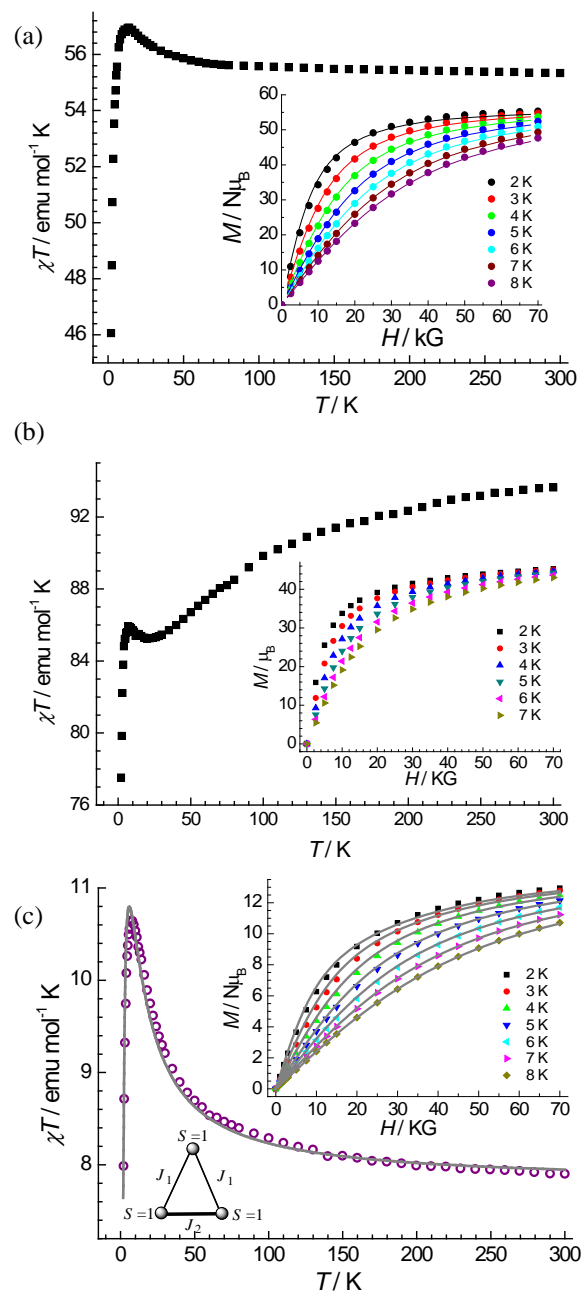 (a)
56
54
52
50
48
46
χT / emu mol⁻¹ K
0
50
100
150
200
250
300
T / K
60
50
40
30
20
10
0
M / Nμ_B
0
10
20
30
40
50
60
70
H / kG
2 K
3 K
4 K
5 K
6 K
7 K
8 K
(b)
92
88
84
80
76
χT / emu mol⁻¹ K
0
50
100
150
200
250
300
T / K
40
30
20
10
0
M / μ_B
0
10
20
30
40
50
60
70
H / KG
2 K
3 K
4 K
5 K
6 K
7 K
(c)
11
10
9
8
χT / emu mol⁻¹ K
0
50
100
150
200
250
300
T / K
12
10
8
6
4
2
0
M / Nμ_B
0
10
20
30
40
50
60
70
H / KG
2 K
3 K
4 K
5 K
6 K
7 K
8 K
S =1
J₁
J₁
S =1
J₂
S =1